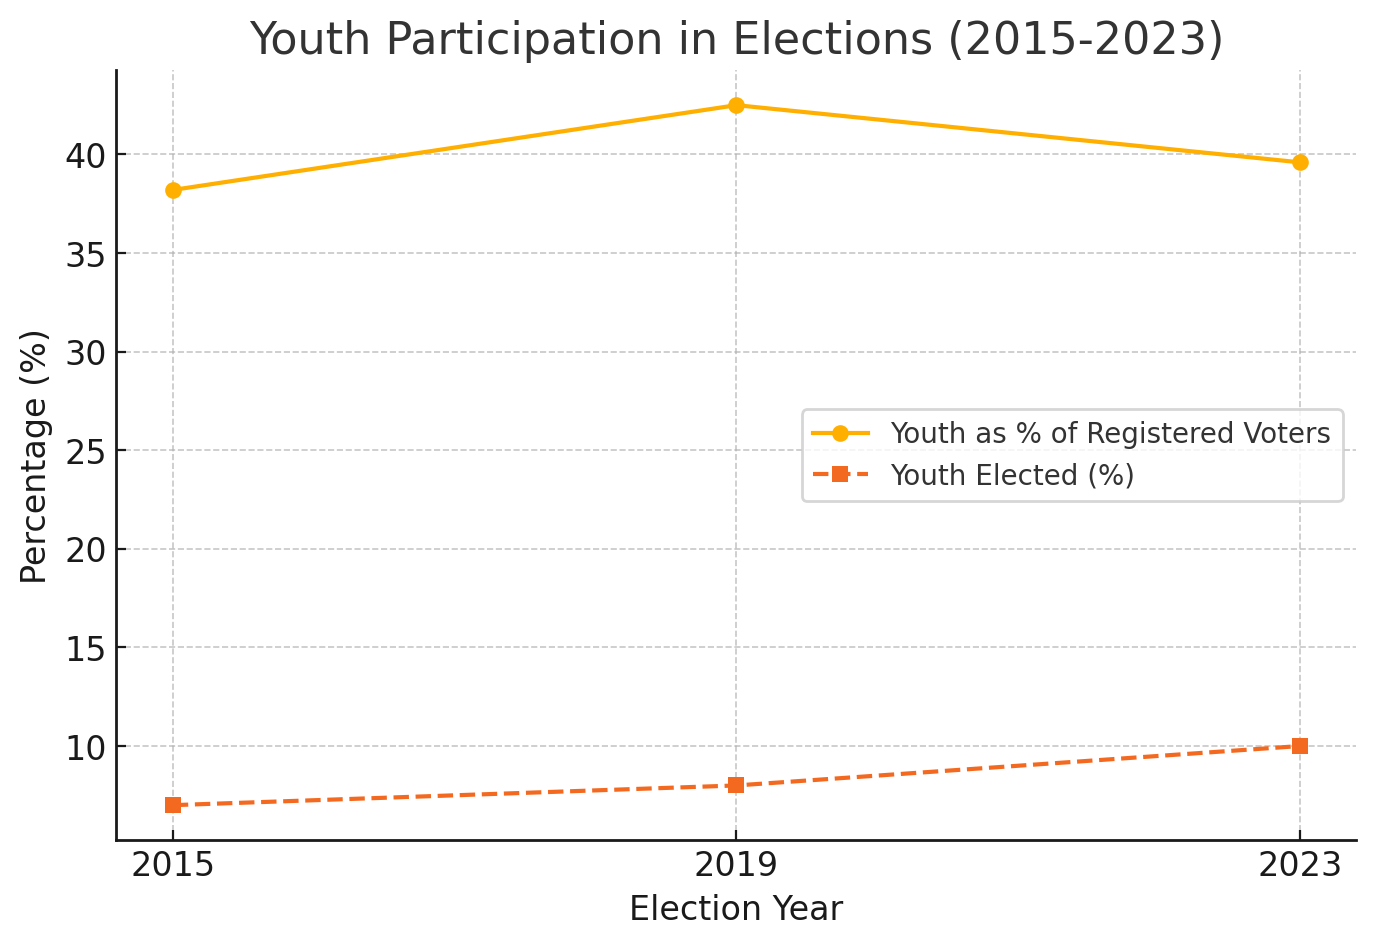 Youth Participation in Elections (2015-2023)
Percentage (%)
40
35
30
25
20
15
10
Youth as % of Registered Voters
Youth Elected (%)
2015
2019
2023
Election Year